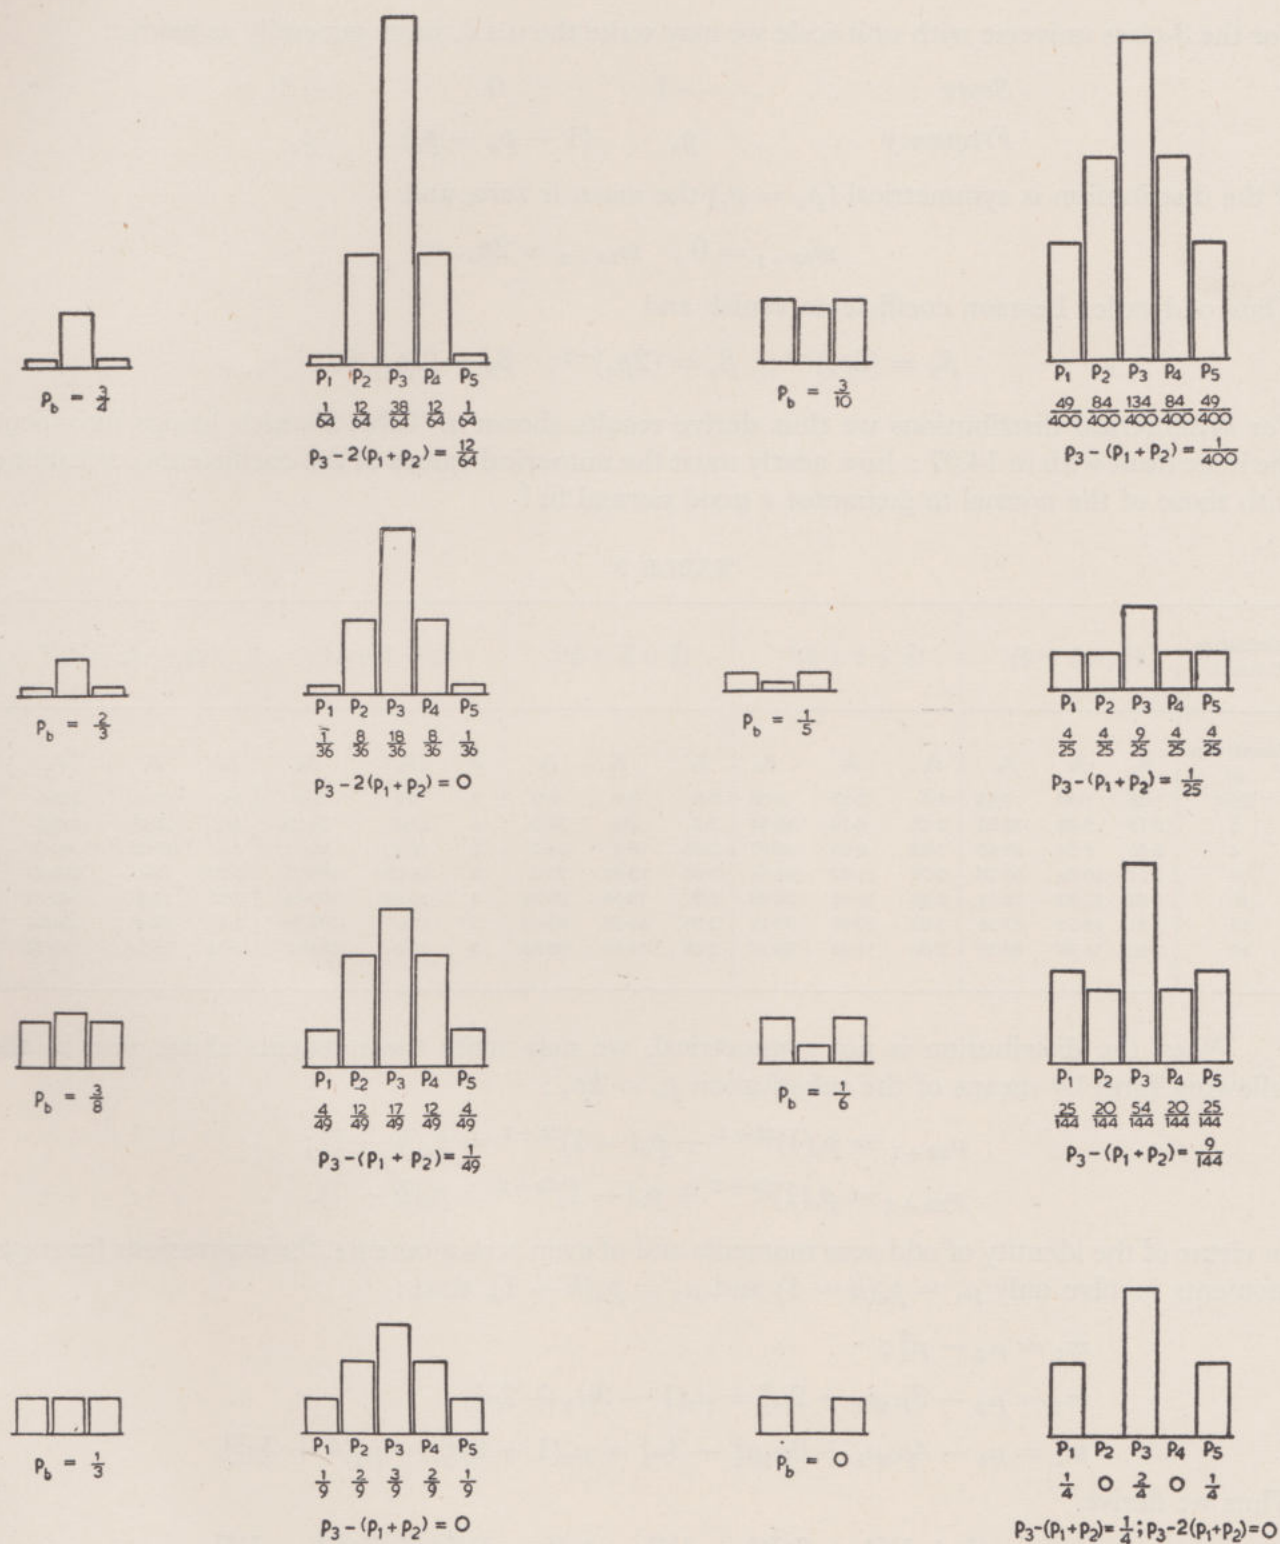 p_b = 3/4
p₁ p₂ p₃ p₄ p₅
1/64 12/64 38/64 12/64 1/64
p₃ – 2(p₁ + p₂) = 12/64
p_b = 3/10
p₁ p₂ p₃ p₄ p₅
49/400 84/400 134/400 84/400 49/400
p₃ – (p₁ + p₂) = 1/400
p_b = 2/3
p₁ p₂ p₃ p₄ p₅
1/36 8/36 18/36 8/36 1/36
p₃ – 2(p₁ + p₂) = 0
p_b = 1/5
p₁ p₂ p₃ p₄ p₅
4/25 4/25 9/25 4/25 4/25
p₃ – (p₁ + p₂) = 1/25
p_b = 3/8
p₁ p₂ p₃ p₄ p₅
4/49 12/49 17/49 12/49 4/49
p₃ – (p₁ + p₂) = 1/49
p_b = 1/6
p₁ p₂ p₃ p₄ p₅
25/144 20/144 54/144 20/144 25/144
p₃ – (p₁ + p₂) = 9/144
p_b = 1/3
p₁ p₂ p₃ p₄ p₅
1/9 2/9 3/9 2/9 1/9
p₃ – (p₁ + p₂) = 0
p_b = 0
p₁ p₂ p₃ p₄ p₅
1/4 0 2/4 0 1/4
p₃–(p₁+p₂)= 1/4; p₃–2(p₁+p₂)=0